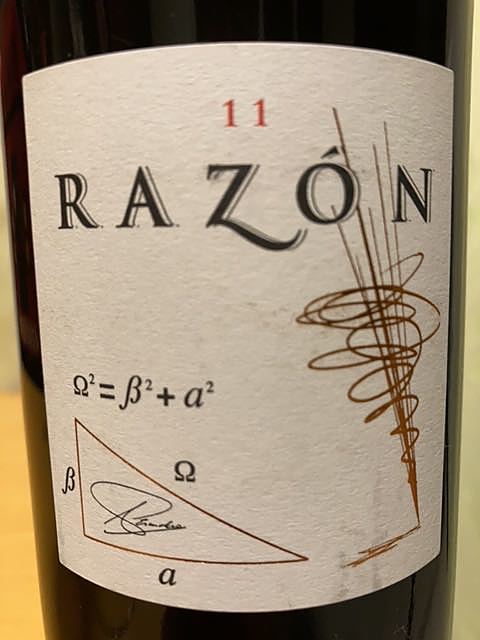 11
RAZÓN
Ω² = β² + a²
β
Ω
a